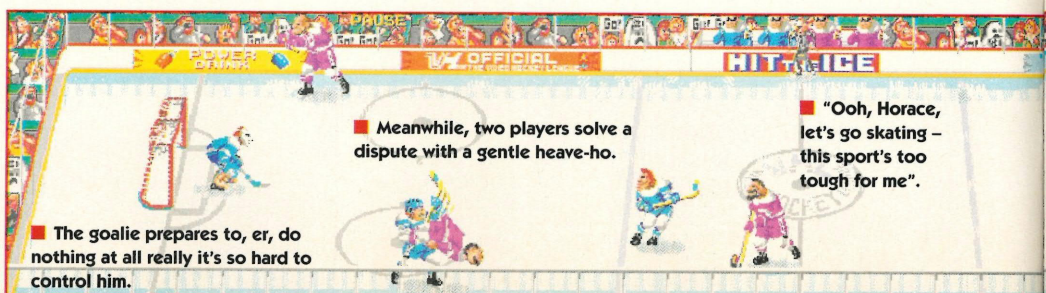 PAUSE
POWER
DRINK
OFFICIAL
HIT THE ICE
■ Meanwhile, two players solve a
dispute with a gentle heave-ho.
■ "Ooh, Horace,
let's go skating –
this sport's too
tough for me".
■ The goalie prepares to, er, do
nothing at all really it's so hard to
control him.